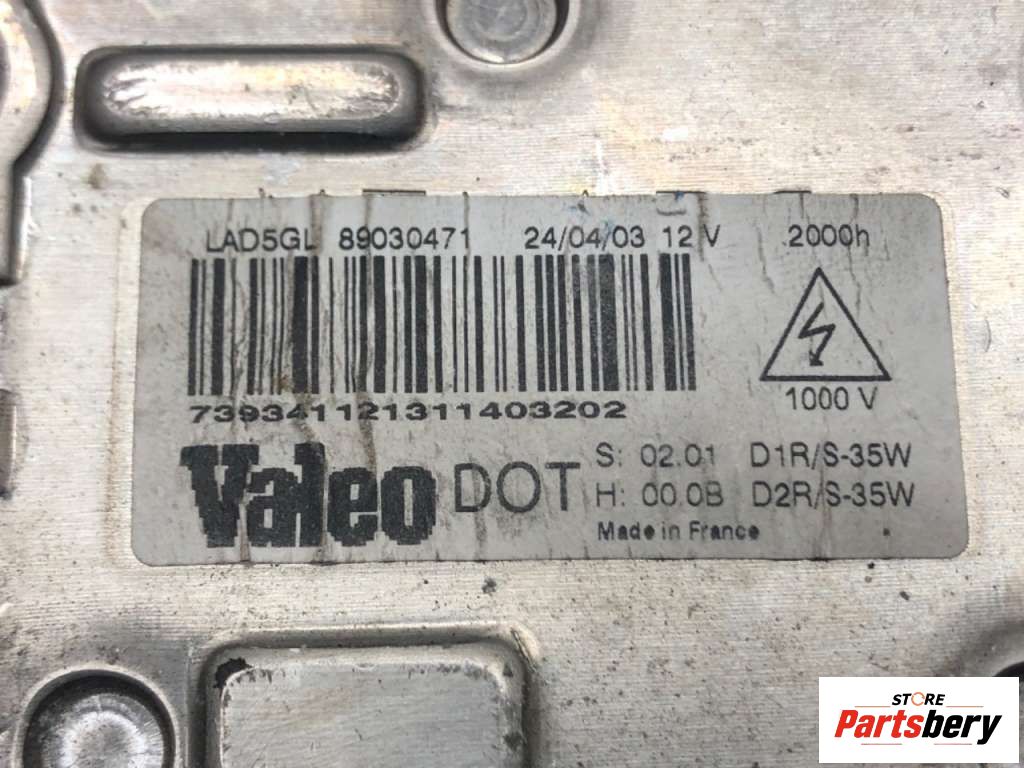 LAD5GL 89030471 24/04/03 12 V 2000h
739341121311403202
1000 V
Valeo DOT
S: 02.01 D1R/S-35W
H: 00.0B D2R/S-35W
Made in France
STORE
Partsbery